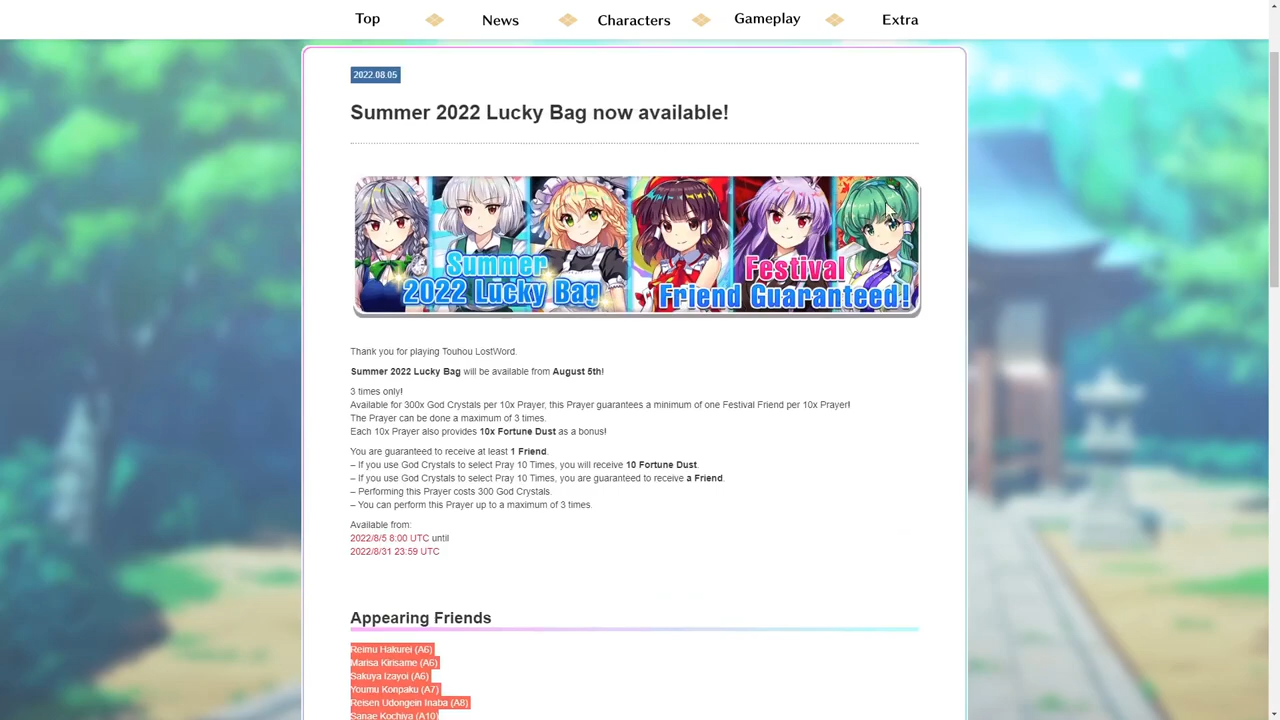 Top
News
Characters
Gameplay
Extra
2022.08.05
Summer 2022 Lucky Bag now available!
Summer
2022 Lucky Bag
Festival
Friend Guaranteed!
Thank you for playing Touhou LostWord.
Summer 2022 Lucky Bag will be available from August 5th!
3 times only!
Available for 300x God Crystals per 10x Prayer, this Prayer guarantees a minimum of one Festival Friend per 10x Prayer!
The Prayer can be done a maximum of 3 times.
Each 10x Prayer also provides 10x Fortune Dust as a bonus!
You are guaranteed to receive at least 1 Friend.
– If you use God Crystals to select Pray 10 Times, you will receive 10 Fortune Dust.
– If you use God Crystals to select Pray 10 Times, you are guaranteed to receive a Friend.
– Performing this Prayer costs 300 God Crystals.
– You can perform this Prayer up to a maximum of 3 times.
Available from:
2022/8/5 8:00 UTC until
2022/8/31 23:59 UTC
Appearing Friends
Reimu Hakurei (A6)
Marisa Kirisame (A6)
Sakuya Izayoi (A6)
Youmu Konpaku (A7)
Reisen Udongein Inaba (A8)
Sanae Kochiya (A10)